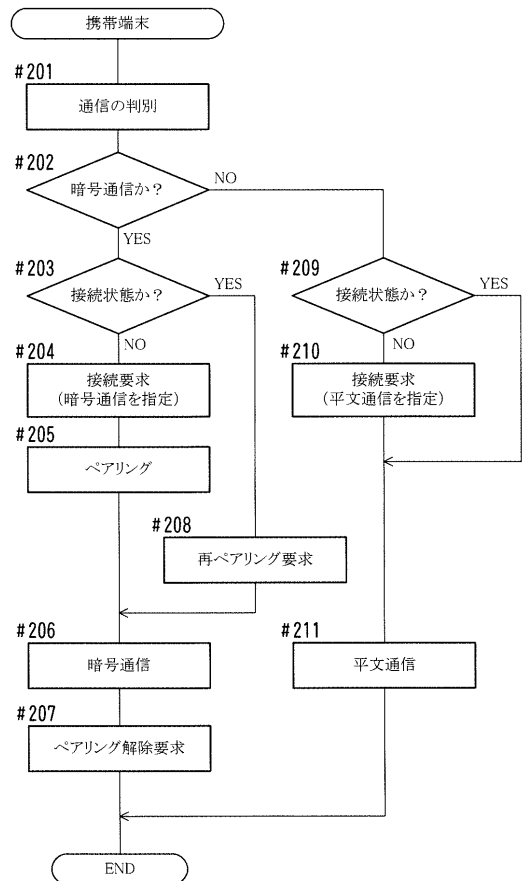 携帯端末
#201
通信の判別
#202
暗号通信か?
NO
YES
#203
接続状態か?
YES
#209
接続状態か?
YES
NO
NO
#204
接続要求
(暗号通信を指定)
#210
接続要求
(平文通信を指定)
#205
ペアリング
#208
再ペアリング要求
#206
暗号通信
#211
平文通信
#207
ペアリング解除要求
END